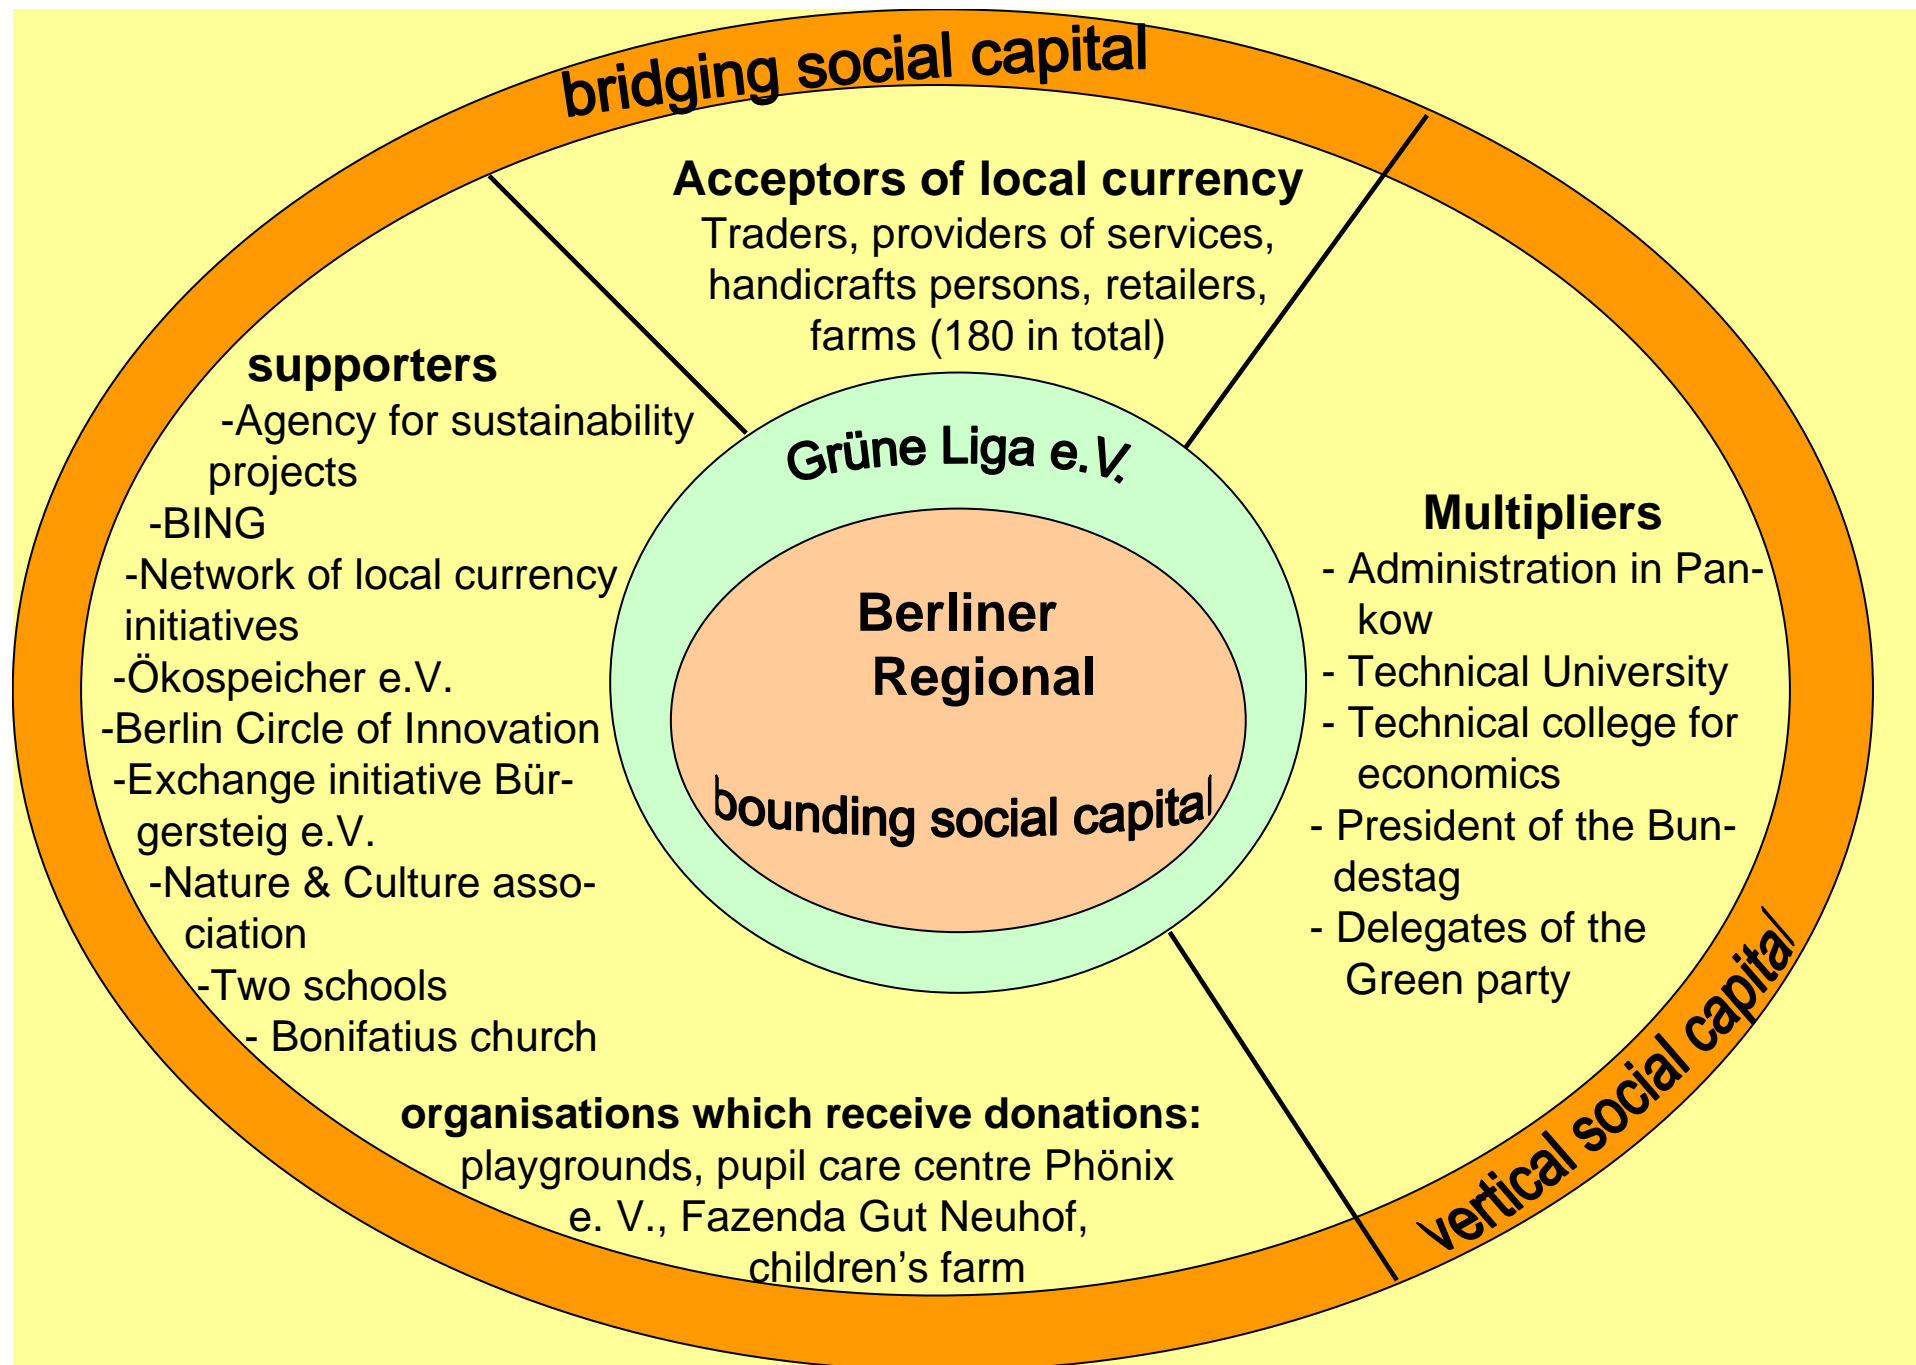 bridging social capital
Acceptors of local currency
Traders, providers of services,
handicrafts persons, retailers,
farms (180 in total)
supporters
-Agency for sustainability
projects
-BING
-Network of local currency
initiatives
-Ökospeicher e.V.
-Berlin Circle of Innovation
-Exchange initiative Bür-
gersteig e.V.
-Nature & Culture asso-
ciation
-Two schools
- Bonifatius church
Grüne Liga e.V.
Berliner
Regional
bounding social capital
Multipliers
- Administration in Pan-
kow
- Technical University
- Technical college for
economics
- President of the Bun-
destag
- Delegates of the
Green party
vertical social capital
organisations which receive donations:
playgrounds, pupil care centre Phönix
e. V., Fazenda Gut Neuhof,
children’s farm